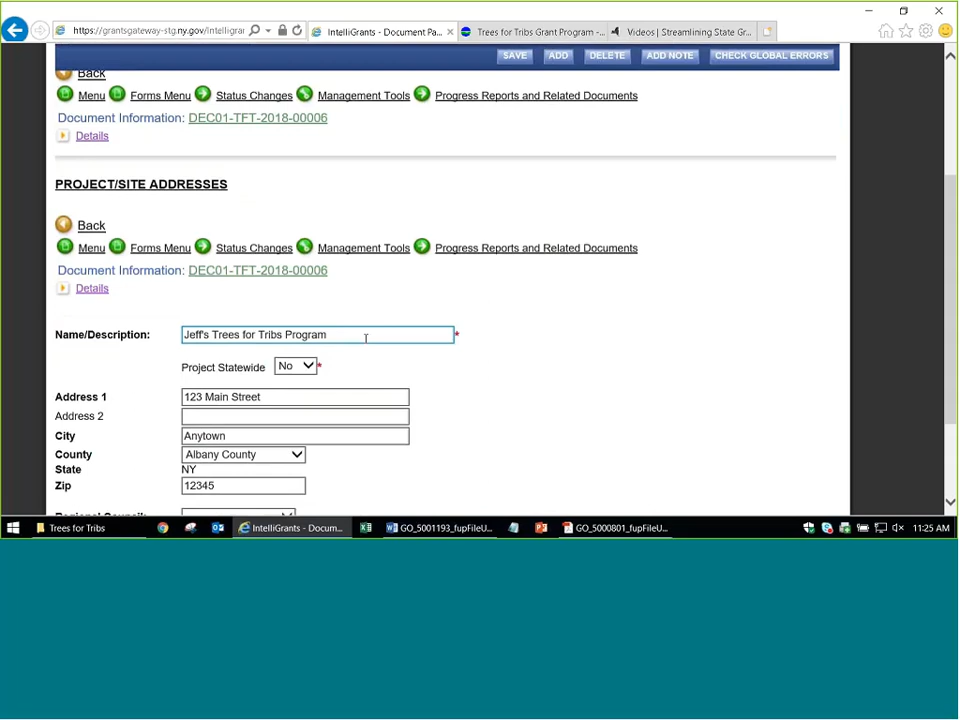 https://grantsgateway-stg.ny.gov/Intelligrai
IntelliGrants - Document Pa...
Trees for Tribs Grant Program -...
Videos | Streamlining State Gr...
SAVE ADD DELETE ADD NOTE CHECK GLOBAL ERRORS
Back
Menu Forms Menu Status Changes Management Tools Progress Reports and Related Documents
Document Information: DEC01-TFT-2018-00006
Details
PROJECT/SITE ADDRESSES
Back
Menu Forms Menu Status Changes Management Tools Progress Reports and Related Documents
Document Information: DEC01-TFT-2018-00006
Details
Name/Description: Jeff's Trees for Tribs Program *
Project Statewide No *
Address 1 123 Main Street
Address 2
City Anytown
County Albany County
State NY
Zip 12345
Regional Council:
Trees for Tribs
IntelliGrants - Docum...
GO_5001193_fupFileU...
GO_5000801_fupFileU...
11:25 AM